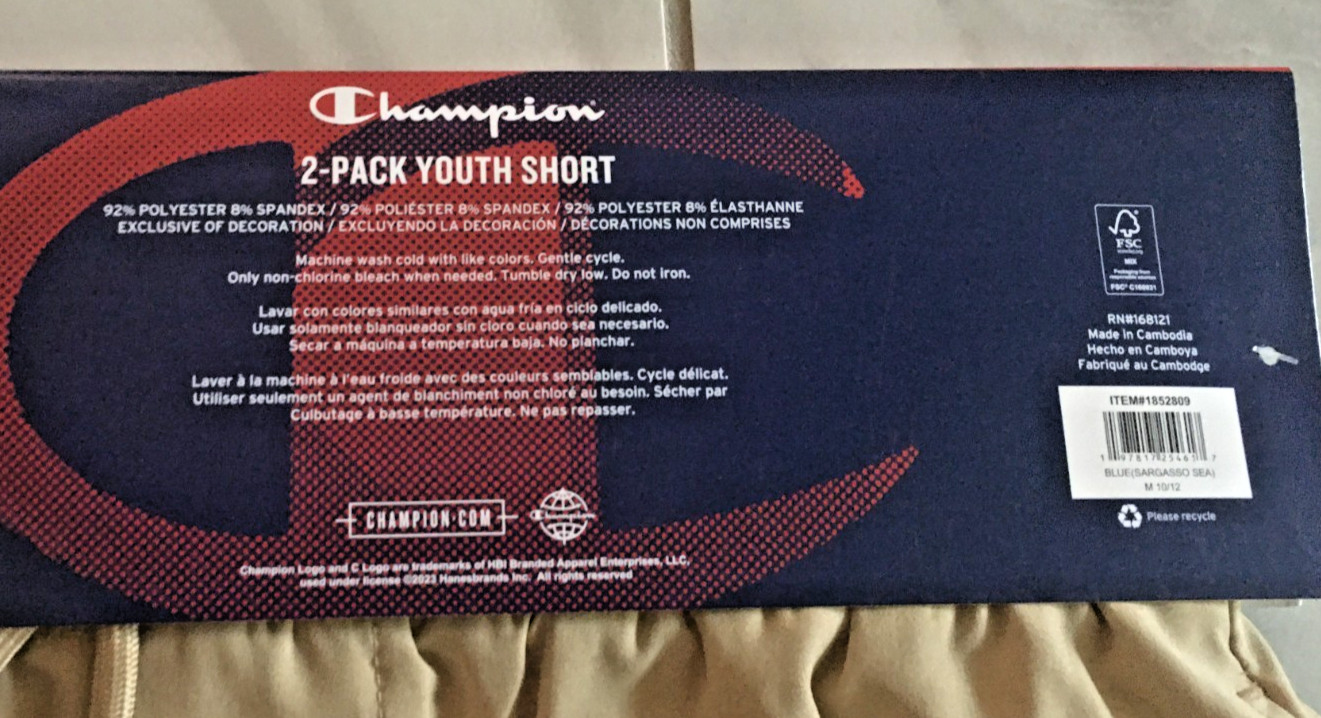 Champion
2-PACK YOUTH SHORT
92% POLYESTER 8% SPANDEX / 92% POLIÉSTER 8% SPANDEX / 92% POLYESTER 8% ÉLASTHANNE
EXCLUSIVE OF DECORATION / EXCLUYENDO LA DECORACIÓN / DÉCORATIONS NON COMPRISES
Machine wash cold with like colors. Gentle cycle.
Only non-chlorine bleach when needed. Tumble dry low. Do not iron.
Lavar con colores similares con agua fría en ciclo delicado.
Usar solamente blanqueador sin cloro cuando sea necesario.
Secar a máquina a temperatura baja. No planchar.
Laver à la machine à l'eau froide avec des couleurs semblables. Cycle délicat.
Utiliser seulement un agent de blanchiment non chloré au besoin. Sécher par
Culbutage à basse température. Ne pas repasser.
CHAMPION·COM
Champion
Champion Logo and C Logo are trademarks of HBI Branded Apparel Enterprises, LLC,
used under license ©2023 Hanesbrands Inc. All rights reserved
FSC
MIX
Packaging from
responsible sources
RN#168121
Made in Cambodia
Hecho en Camboya
Fabriqué au Cambodge
ITEM#1852809
BLUE(SARGASSO SEA)
M 10/12
Please recycle